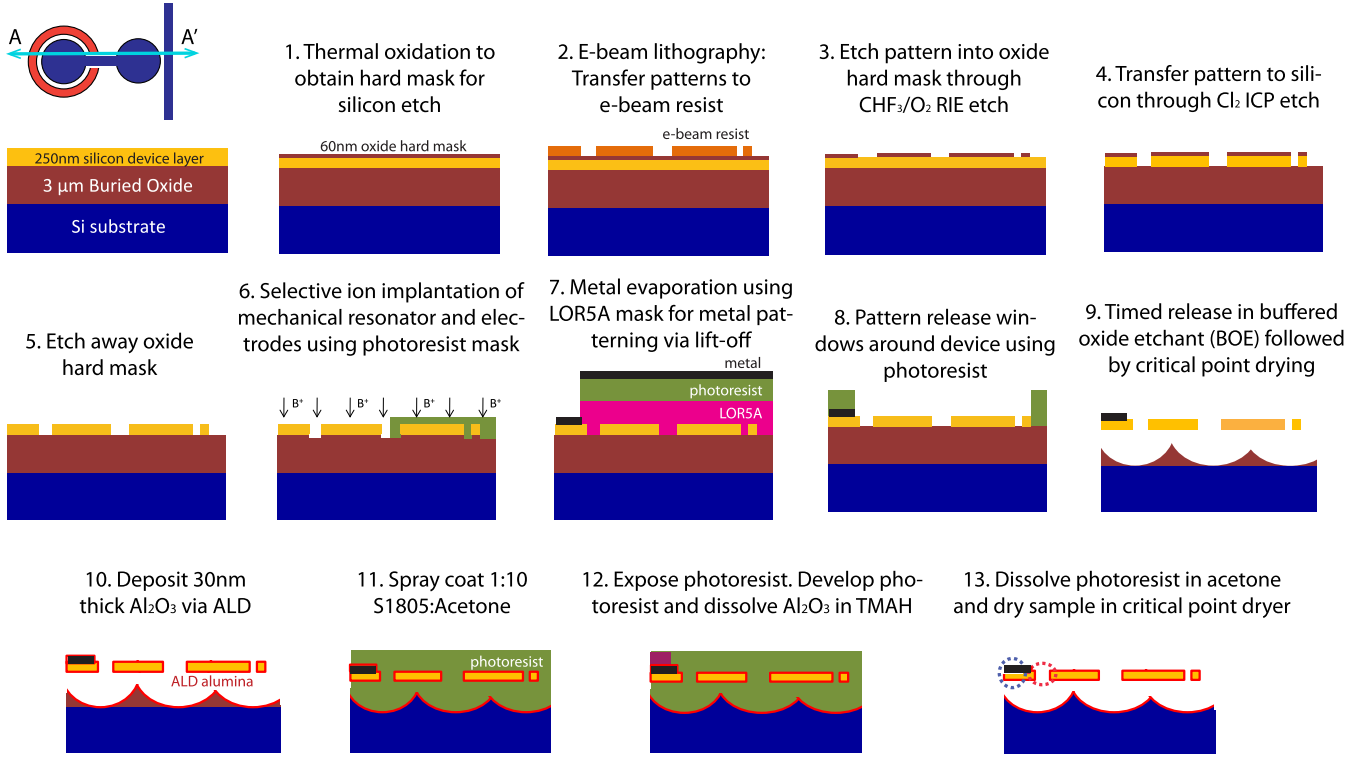 A
A'
250nm silicon device layer
3 μm Buried Oxide
Si substrate
1. Thermal oxidation to
obtain hard mask for
silicon etch
60nm oxide hard mask
2. E-beam lithography:
Transfer patterns to
e-beam resist
e-beam resist
3. Etch pattern into oxide
hard mask through
CHF₃/O₂ RIE etch
4. Transfer pattern to sili-
con through Cl₂ ICP etch
5. Etch away oxide
hard mask
6. Selective ion implantation of
mechanical resonator and elec-
trodes using photoresist mask
B⁺
B⁺
B⁺
B⁺
7. Metal evaporation using
LOR5A mask for metal pat-
terning via lift-off
metal
photoresist
LOR5A
8. Pattern release win-
dows around device using
photoresist
9. Timed release in buffered
oxide etchant (BOE) followed
by critical point drying
10. Deposit 30nm
thick Al₂O₃ via ALD
ALD alumina
11. Spray coat 1:10
S1805:Acetone
photoresist
12. Expose photoresist. Develop pho-
toresist and dissolve Al₂O₃ in TMAH
13. Dissolve photoresist in acetone
and dry sample in critical point dryer